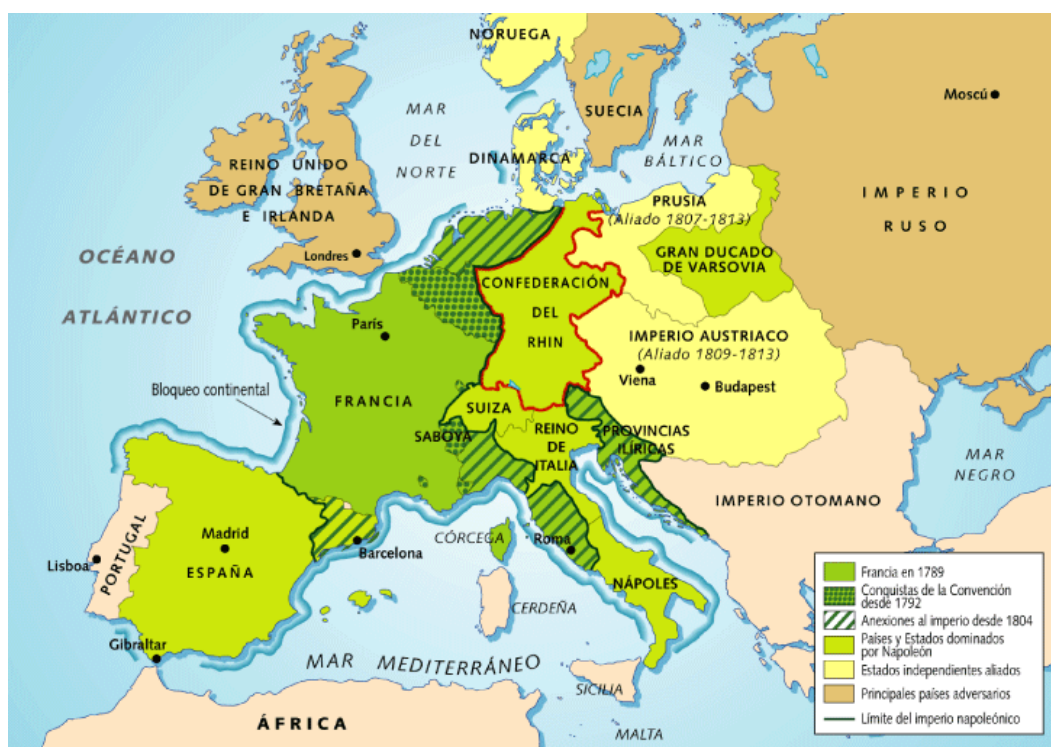 NORUEGA
Moscú
MAR
DEL
NORTE
SUECIA
MAR
BÁLTICO
DINAMARCA
REINO UNIDO
DE GRAN BRETAÑA
E IRLANDA
Londres
PRUSIA
(Aliado 1807-1813)
IMPERIO
RUSO
GRAN DUCADO
DE VARSOVIA
OCÉANO
ATLÁNTICO
CONFEDERACIÓN
DEL
RHIN
París
IMPERIO AUSTRIACO
(Aliado 1809-1813)
Viena
Budapest
Bloqueo continental
FRANCIA
SUIZA
SABOYA
REINO
DE
ITALIA
PROVINCIAS
ILÍRICAS
MAR
NEGRO
IMPERIO OTOMANO
PORTUGAL
Lisboa
Madrid
ESPAÑA
Barcelona
CÓRCEGA
Roma
NÁPOLES
CERDEÑA
Gibraltar
MAR MEDITERRÁNEO
SICILIA
MALTA
ÁFRICA
Francia en 1789
Conquistas de la Convención
desde 1792
Anexiones al imperio desde 1804
Países y Estados dominados
por Napoleón
Estados independientes aliados
Principales países adversarios
Límite del imperio napoleónico